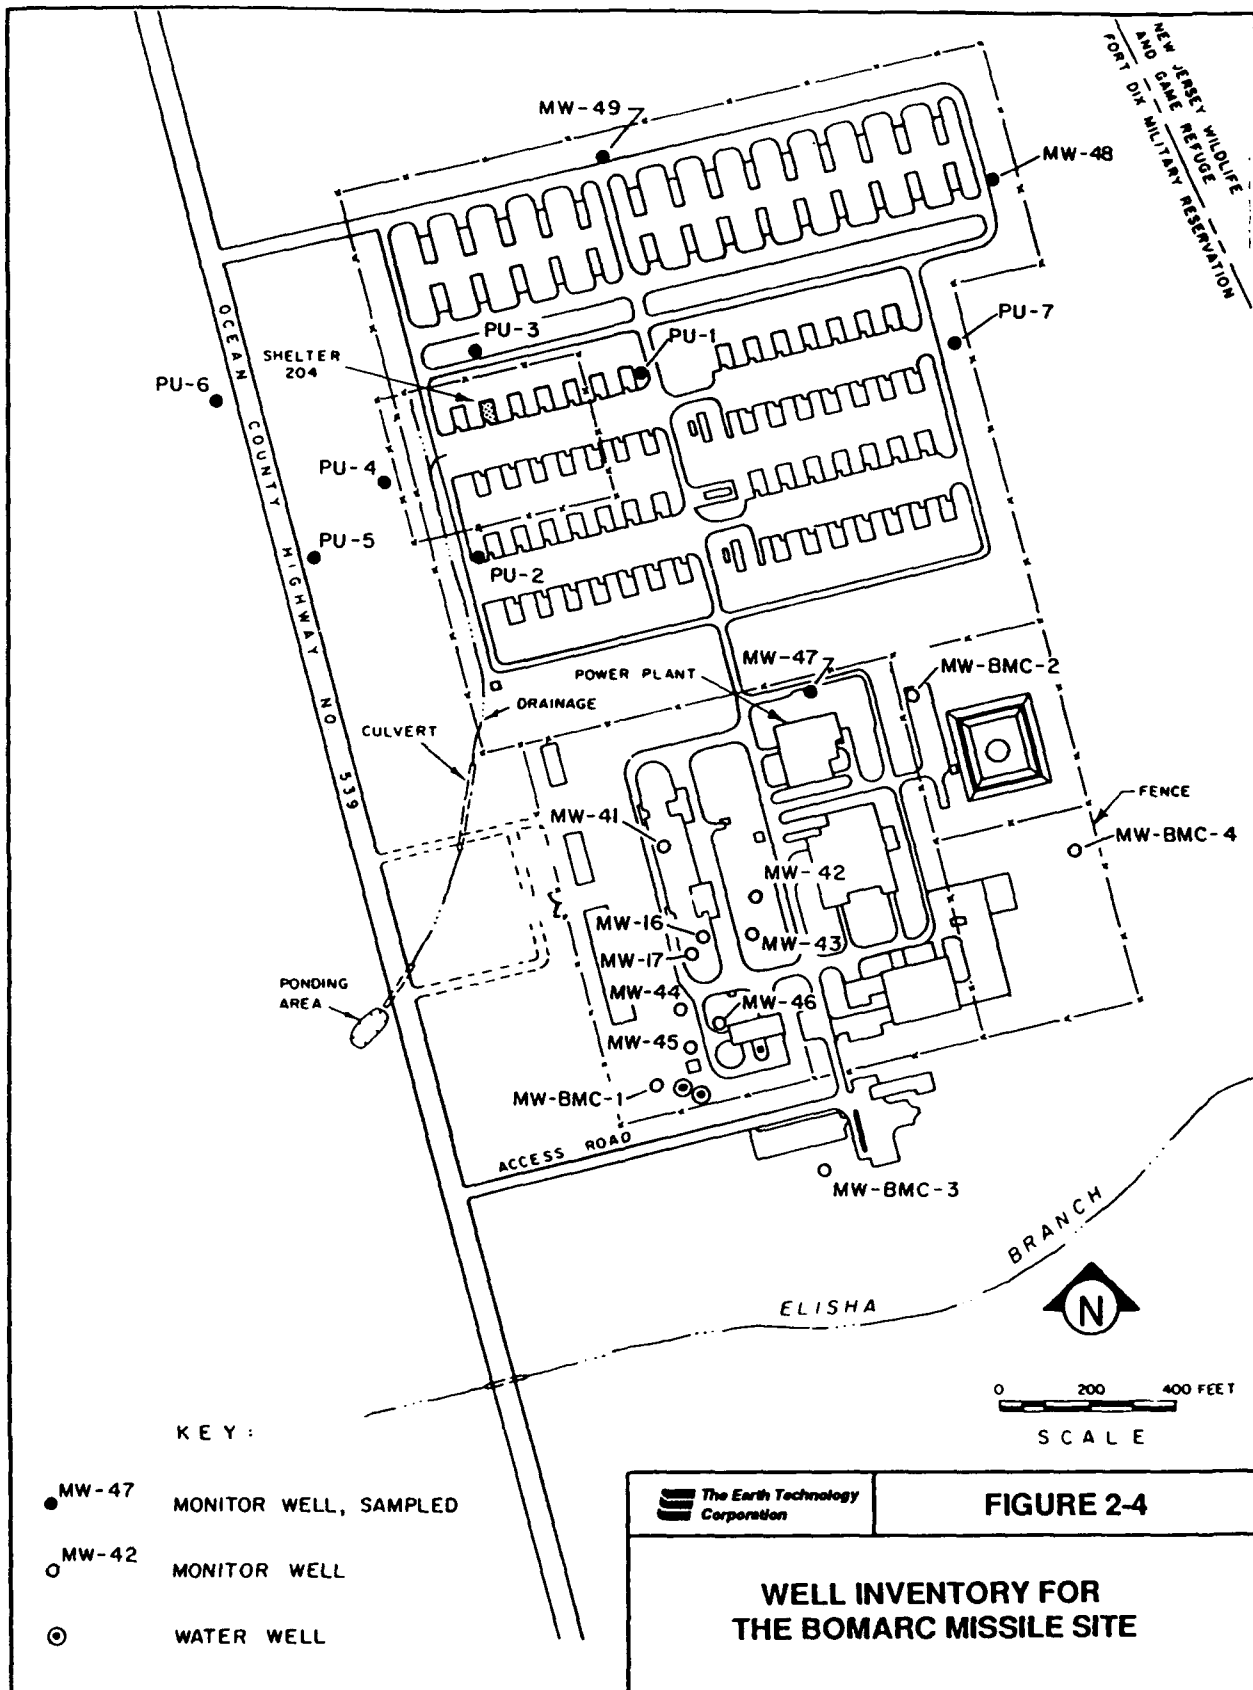 NEW JERSEY WILDLIFE
AND GAME REFUGE
FORT DIX MILITARY RESERVATION
MW-49
MW-48
OCEAN COUNTY HIGHWAY NO 539
PU-3
PU-1
PU-7
SHELTER
204
PU-6
PU-4
PU-5
PU-2
MW-47
MW-BMC-2
POWER PLANT
DRAINAGE
CULVERT
FENCE
MW-41
MW-BMC-4
MW-42
MW-16
MW-43
MW-17
PONDING
AREA
MW-44
MW-46
MW-45
MW-BMC-1
ACCESS ROAD
MW-BMC-3
ELISHA BRANCH
N
0 200 400 FEET
SCALE
KEY:
MW-47
MONITOR WELL, SAMPLED
MW-42
MONITOR WELL
WATER WELL
The Earth Technology
Corporation
FIGURE 2-4
WELL INVENTORY FOR
THE BOMARC MISSILE SITE